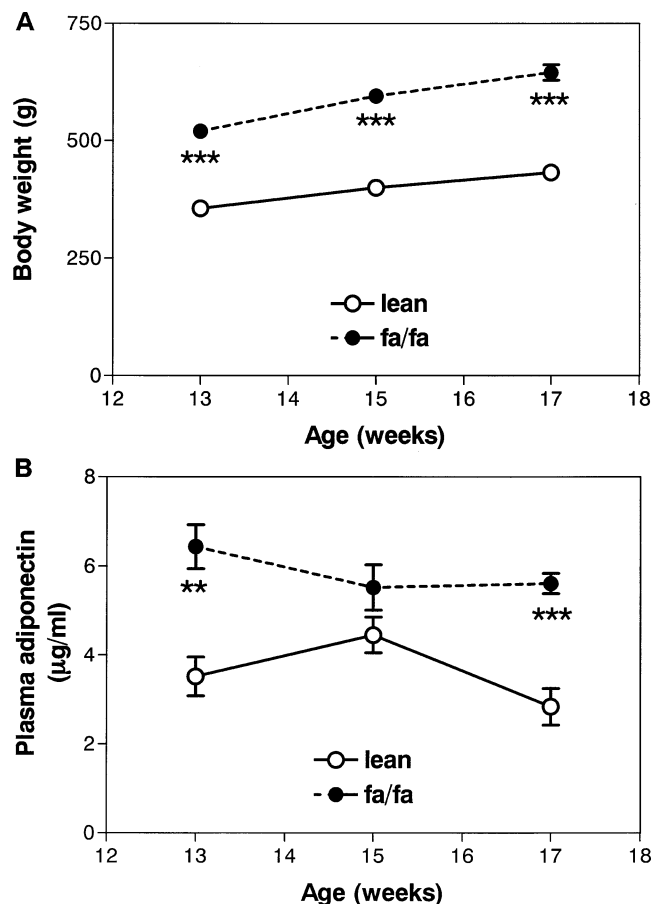 A
750
500
250
0
Body weight (g)
***
***
***
lean
fa/fa
12 13 14 15 16 17 18
Age (weeks)
B
8
6
4
2
0
Plasma adiponectin
(μg/ml)
**
***
lean
fa/fa
12 13 14 15 16 17 18
Age (weeks)